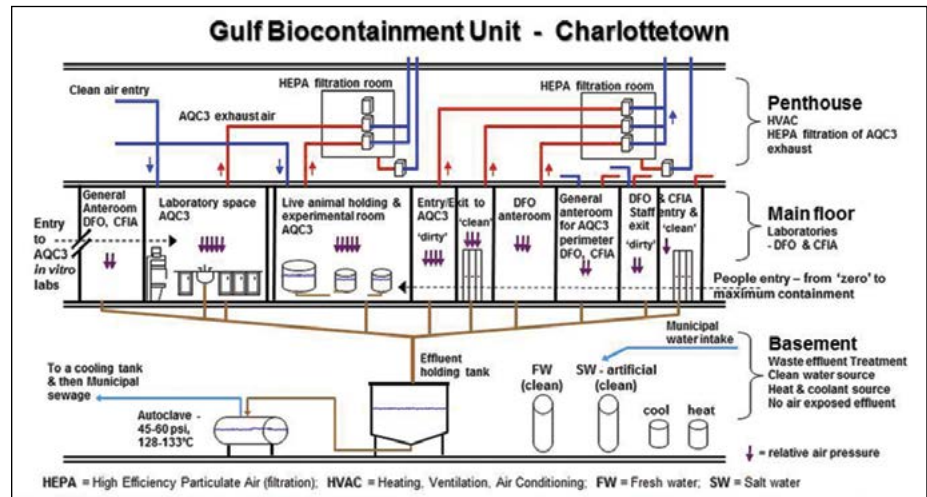 Gulf Biocontainment Unit - Charlottetown
Clean air entry
HEPA filtration room
AQC3 exhaust air
HEPA filtration room
Penthouse
HVAC
HEPA filtration of AQC3
exhaust
Entry
to
AQC3
in vitro
labs
General
Anteroom
DFO, CFIA
Laboratory space
AQC3
Live animal holding &
experimental room
AQC3
Entry/Exit to
AQC3 'clean'
'dirty'
DFO
anteroom
General
anteroom
for AQC3
perimeter
DFO, CFIA
DFO & CFIA
Staff entry &
exit 'clean'
'dirty'
Main floor
Laboratories
- DFO & CFIA
People entry – from 'zero' to
maximum containment
To a cooling tank
& then Municipal
sewage
Autoclave -
45-60 psi,
128-133°C
Effluent
holding tank
FW
(clean)
SW - artificial
(clean)
Municipal
water intake
cool
heat
Basement
Waste effluent Treatment
Clean water source
Heat & coolant source
No air exposed effluent
= relative air pressure
HEPA = High Efficiency Particulate Air (filtration); HVAC = Heating, Ventilation, Air Conditioning; FW = Fresh water; SW = Salt water